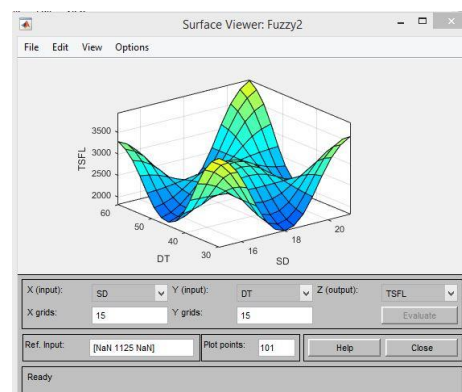 Surface Viewer: Fuzzy2
File Edit View Options
3500
3000
2500
2000
TSFL
60
50
40
30
DT
16
18
20
SD
X (input): SD Y (input): DT Z (output): TSFL
X grids: 15 Y grids: 15 Evaluate
Ref. Input: [NaN 1125 NaN] Plot points: 101 Help Close
Ready